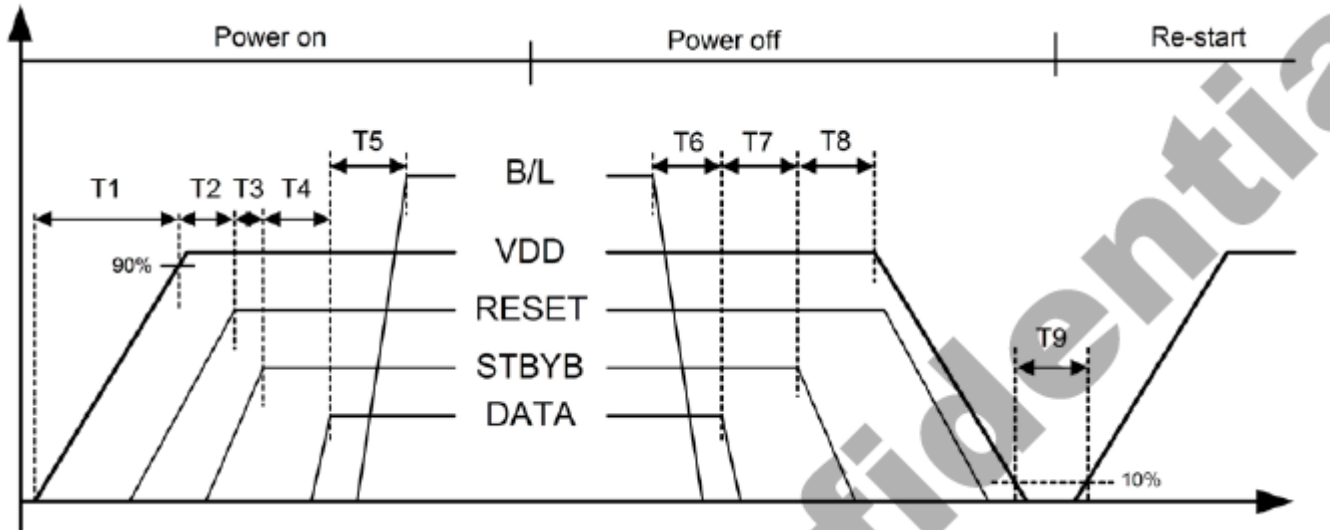 Power on
Power off
Re-start
T5
T6
T7
T8
B/L
T1
T2
T3
T4
VDD
90%
RESET
T9
STBYB
DATA
10%